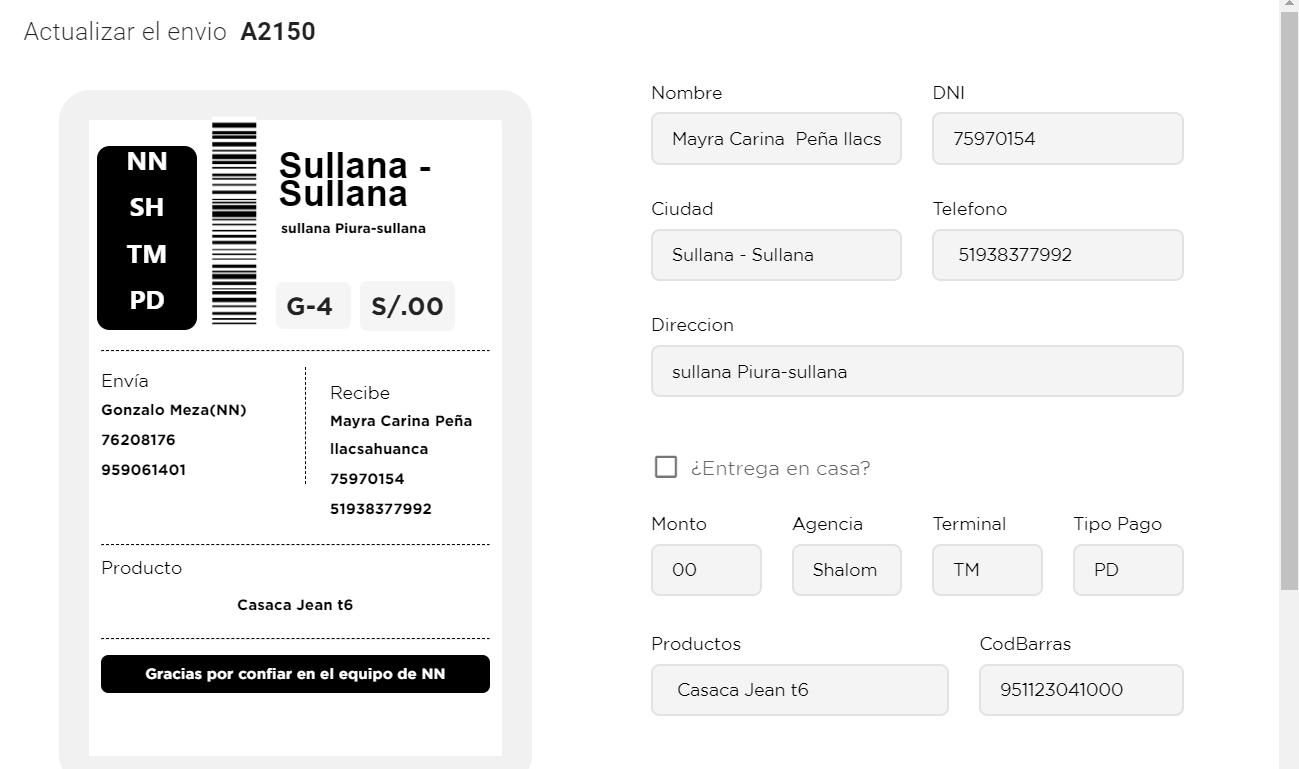 Actualizar el envio A2150
NN
SH
TM
PD
Sullana -
Sullana
sullana Piura-sullana
G-4
S/.00
Envía
Gonzalo Meza(NN)
76208176
959061401
Recibe
Mayra Carina Peña
llacsahuanca
75970154
51938377992
Producto
Casaca Jean t6
Gracias por confiar en el equipo de NN
Nombre
Mayra Carina  Peña llacs
DNI
75970154
Ciudad
Sullana - Sullana
Telefono
51938377992
Direccion
sullana Piura-sullana
¿Entrega en casa?
Monto
00
Agencia
Shalom
Terminal
TM
Tipo Pago
PD
Productos
Casaca Jean t6
CodBarras
951123041000